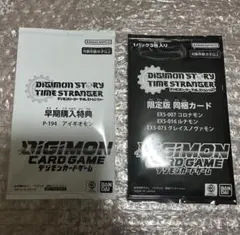 DIGIMON STORY
TIME STRANGER
早期購入特典
P-194 : アイギオモン
DIGIMON
CARD GAME
デジモンカードゲーム
1パック3枚入り
DIGIMON STORY
TIME STRANGER
限定版 同梱カード
EX5-007 コロナモン
EX5-016 ルナモン
EX5-073 グレイスノヴァモン
DIGIMON
CARD GAME
デジモンカードゲーム
BAN
DAI